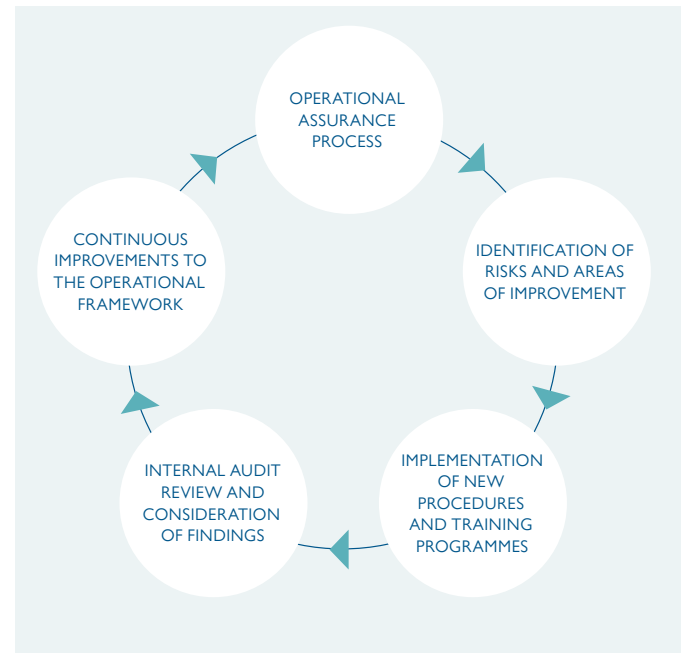 OPERATIONAL
ASSURANCE
PROCESS
IDENTIFICATION OF
RISKS AND AREAS
OF IMPROVEMENT
IMPLEMENTATION
OF NEW
PROCEDURES
AND TRAINING
PROGRAMMES
INTERNAL AUDIT
REVIEW AND
CONSIDERATION
OF FINDINGS
CONTINUOUS
IMPROVEMENTS TO
THE OPERATIONAL
FRAMEWORK